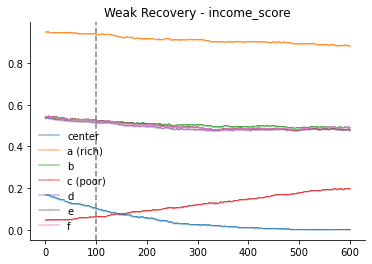 Weak Recovery - income_score
0.8
0.6
0.4
0.2
0.0
center
a (rich)
b
c (poor)
d
e
f
0 100 200 300 400 500 600